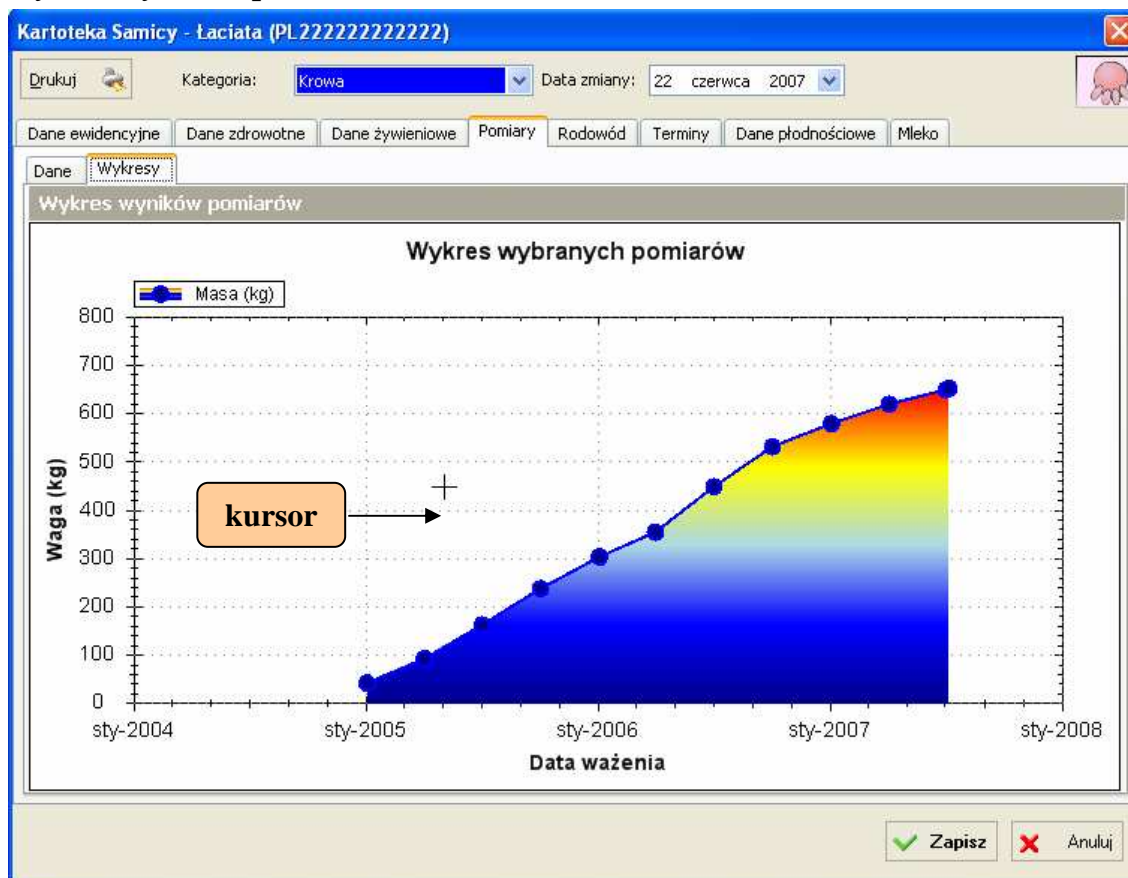 Kartoteka Samicy - Łaciata (PL222222222222)
Drukuj Kategoria: Krowa Data zmiany: 22 czerwca 2007
Dane ewidencyjne Dane zdrowotne Dane żywieniowe Pomiary Rodowód Terminy Dane płodnościowe Mleko
Dane Wykresy
Wykres wyników pomiarów
Wykres wybranych pomiarów
Masa (kg)
800
700
600
500
400
300
200
100
0
Waga (kg)
kursor
sty-2004 sty-2005 sty-2006 sty-2007 sty-2008
Data ważenia
Zapisz Anuluj